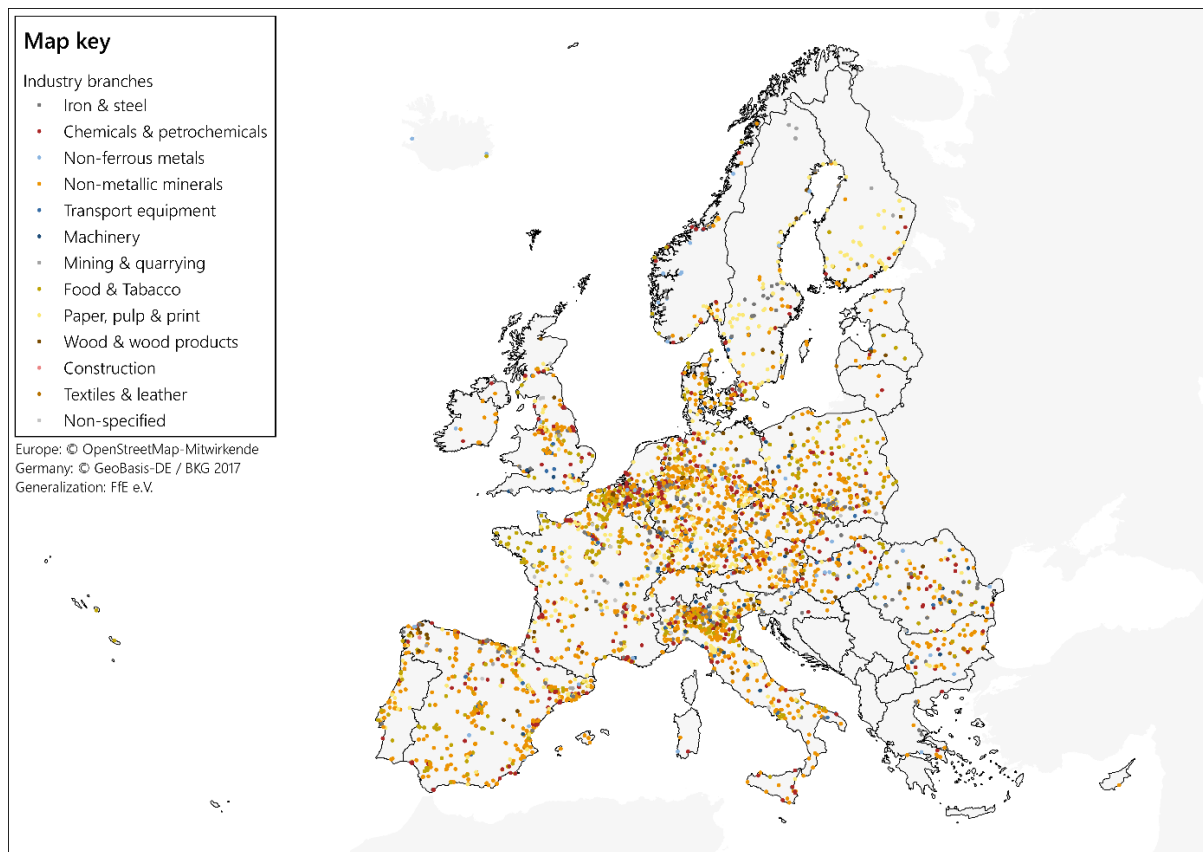 Map key
Industry branches
Iron & steel
Chemicals & petrochemicals
Non-ferrous metals
Non-metallic minerals
Transport equipment
Machinery
Mining & quarrying
Food & Tabacco
Paper, pulp & print
Wood & wood products
Construction
Textiles & leather
Non-specified
Europe: © OpenStreetMap-Mitwirkende
Germany: © GeoBasis-DE / BKG 2017
Generalization: FfE e.V.